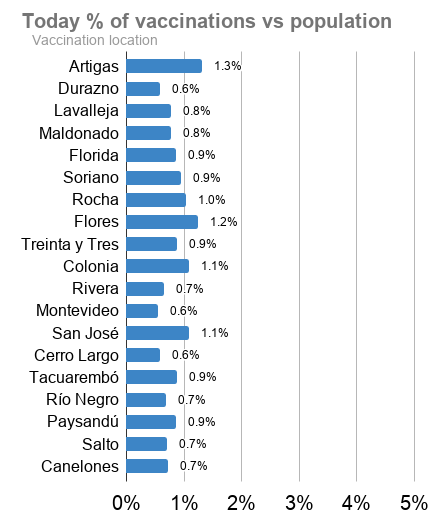 Today % of vaccinations vs population
Vaccination location
Artigas 1.3%
Durazno 0.6%
Lavalleja 0.8%
Maldonado 0.8%
Florida 0.9%
Soriano 0.9%
Rocha 1.0%
Flores 1.2%
Treinta y Tres 0.9%
Colonia 1.1%
Rivera 0.7%
Montevideo 0.6%
San José 1.1%
Cerro Largo 0.6%
Tacuarembó 0.9%
Río Negro 0.7%
Paysandú 0.9%
Salto 0.7%
Canelones 0.7%
0% 1% 2% 3% 4% 5%